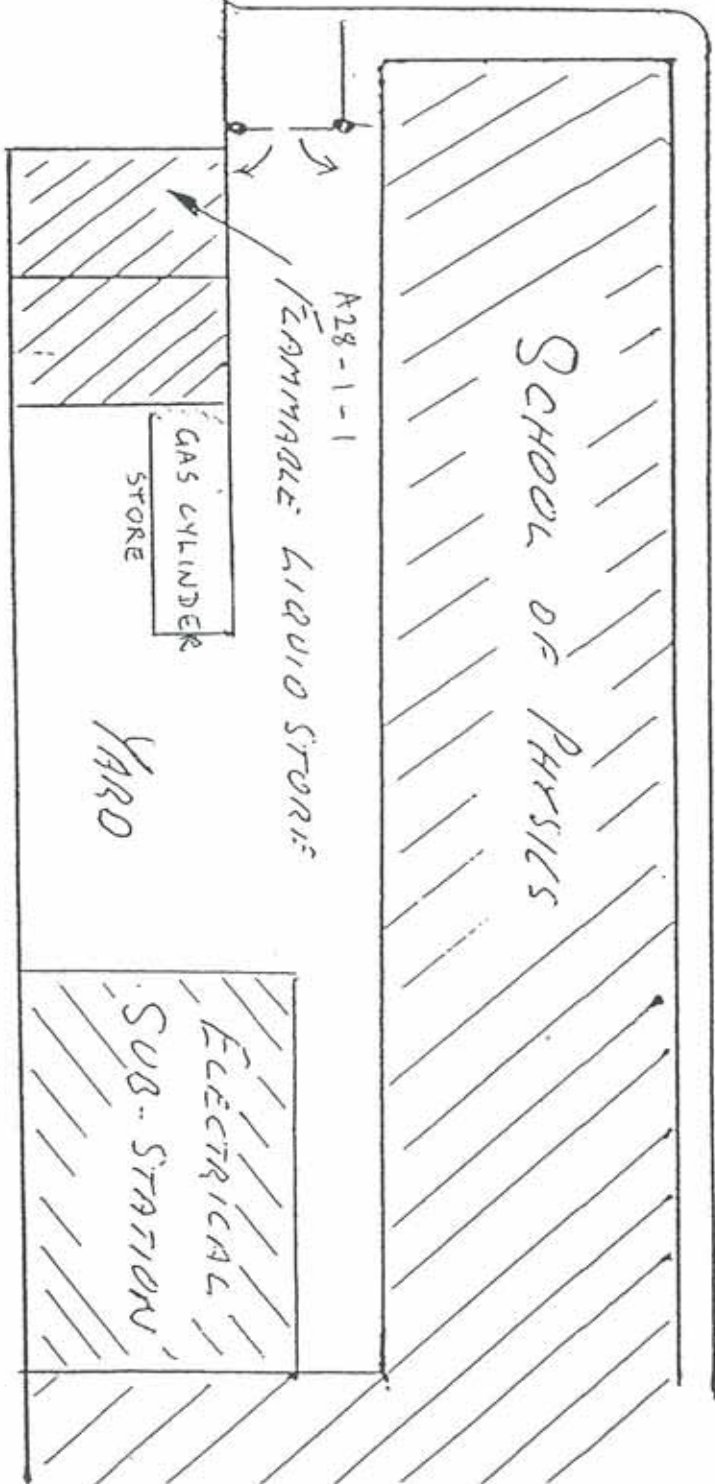 SCHOOL OF PHYSICS
A28-1-1
FLAMMABLE LIQUID STORE
GAS CYLINDER
STORE
YARD
ELECTRICAL
SUB-STATION